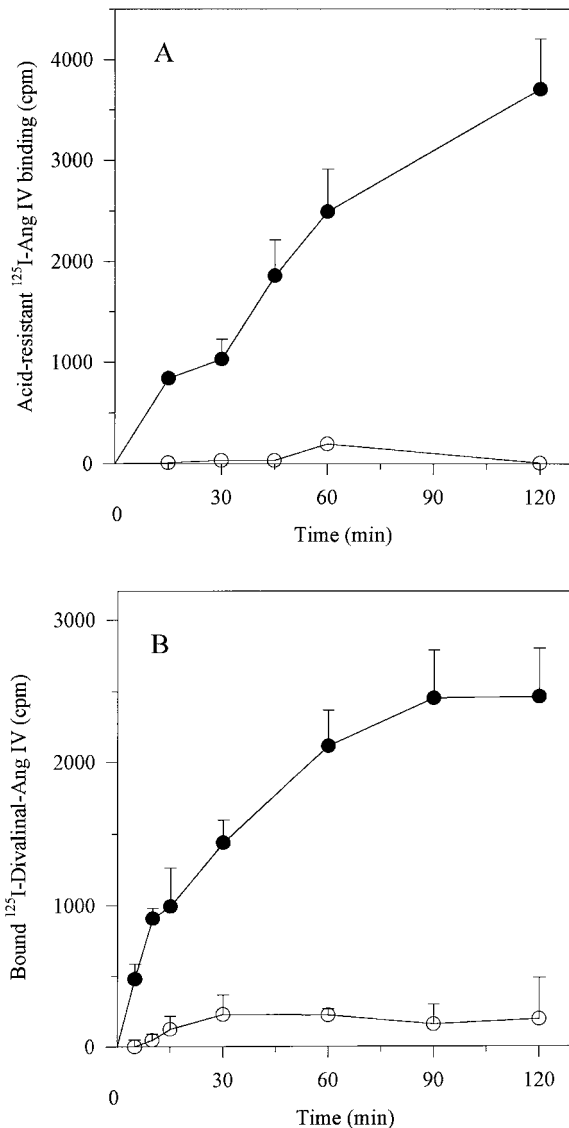 A
Acid-resistant ¹²⁵I-Ang IV binding (cpm)
4000
3000
2000
1000
0
0 30 60 90 120
Time (min)
B
Bound ¹²⁵I-Divalinal-Ang IV (cpm)
3000
2000
1000
0
0 30 60 90 120
Time (min)